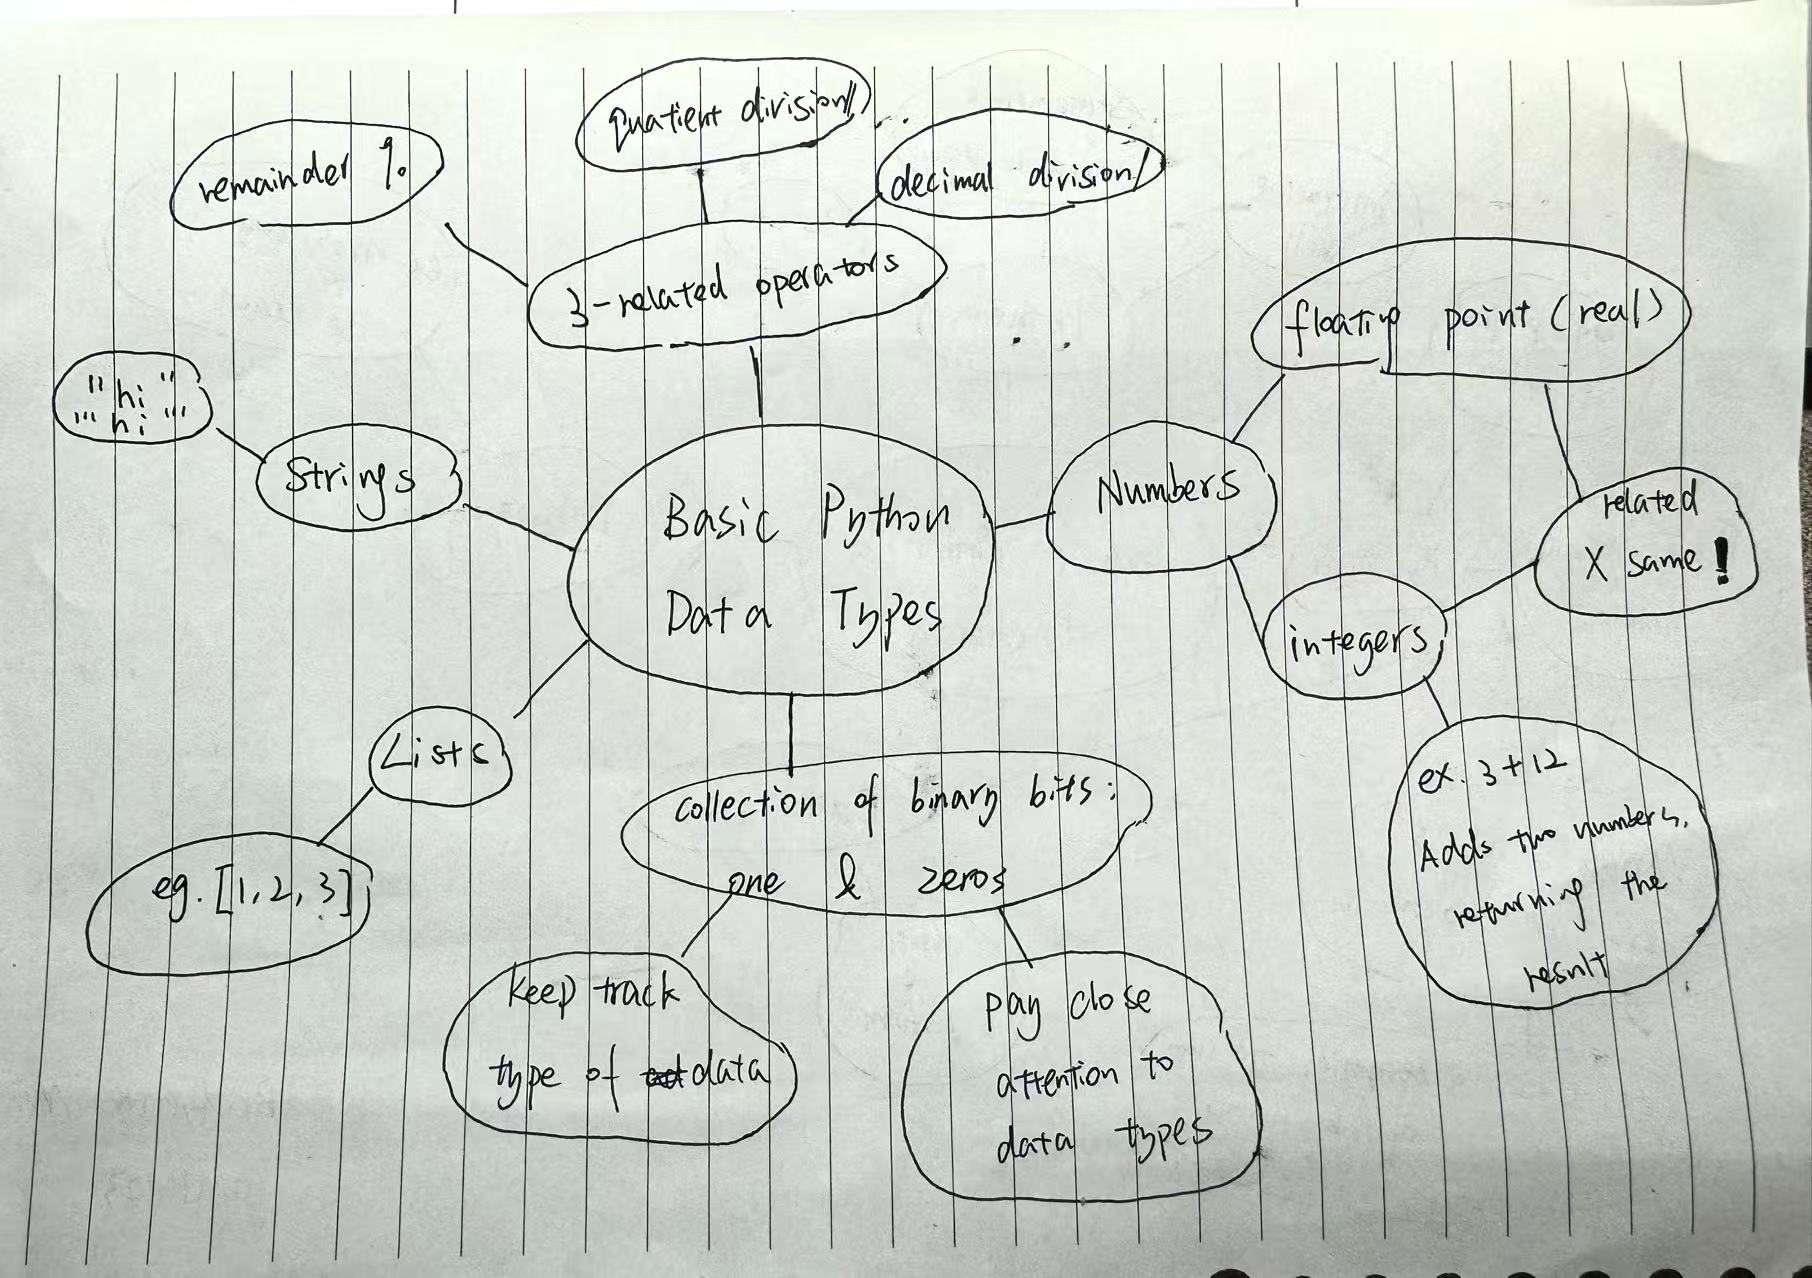 Quatient division//
decimal division/
remainder %
3-related operators
floating point (real)
"hi"
"'hi'"
Strings
Numbers
Basic Python
Data Types
related
X same!
integers
Lists
ex. 3+12
Adds two numbers,
returning the
result
collection of binary bits:
one & zeros
eg. [1, 2, 3]
keep track
type of data
pay close
attention to
data types